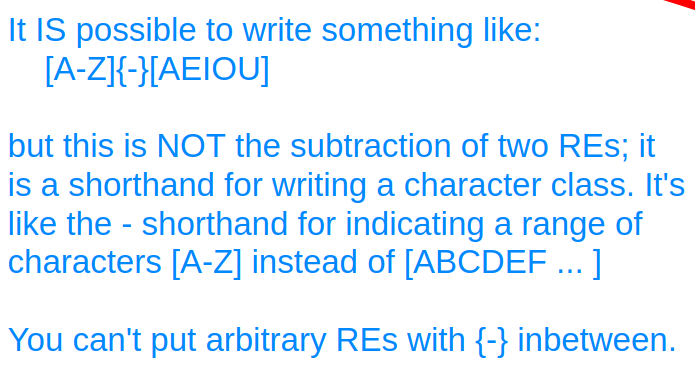 It IS possible to write something like:
[A-Z]{-}[AEIOU]
but this is NOT the subtraction of two REs; it
is a shorthand for writing a character class. It's
like the - shorthand for indicating a range of
characters [A-Z] instead of [ABCDEF ... ]
You can't put arbitrary REs with {-} inbetween.